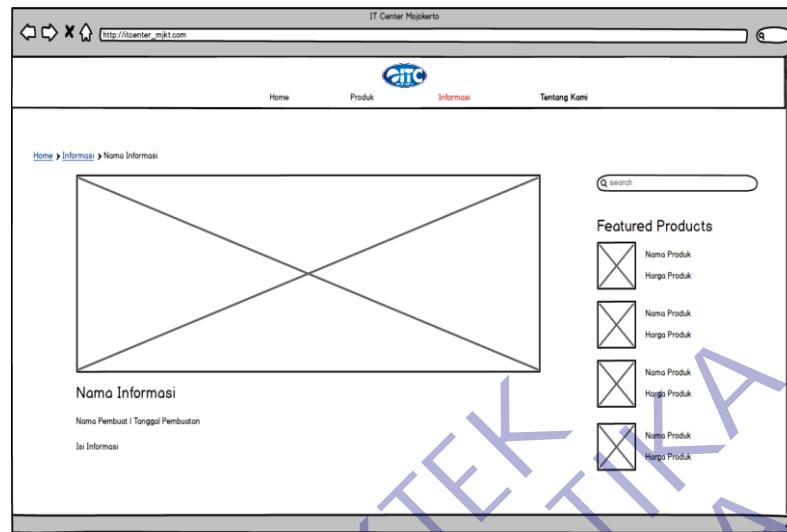 IT Center Mojokerto
http://itcenter_mjkt.com
Home Produk Informasi Tentang Kami
Home > Informasi > Nama Informasi
search
Featured Products
Nama Produk
Harga Produk
Nama Produk
Harga Produk
Nama Produk
Harga Produk
Nama Produk
Harga Produk
Nama Informasi
Nama Pembuat | Tanggal Pembuatan
Isi Informasi